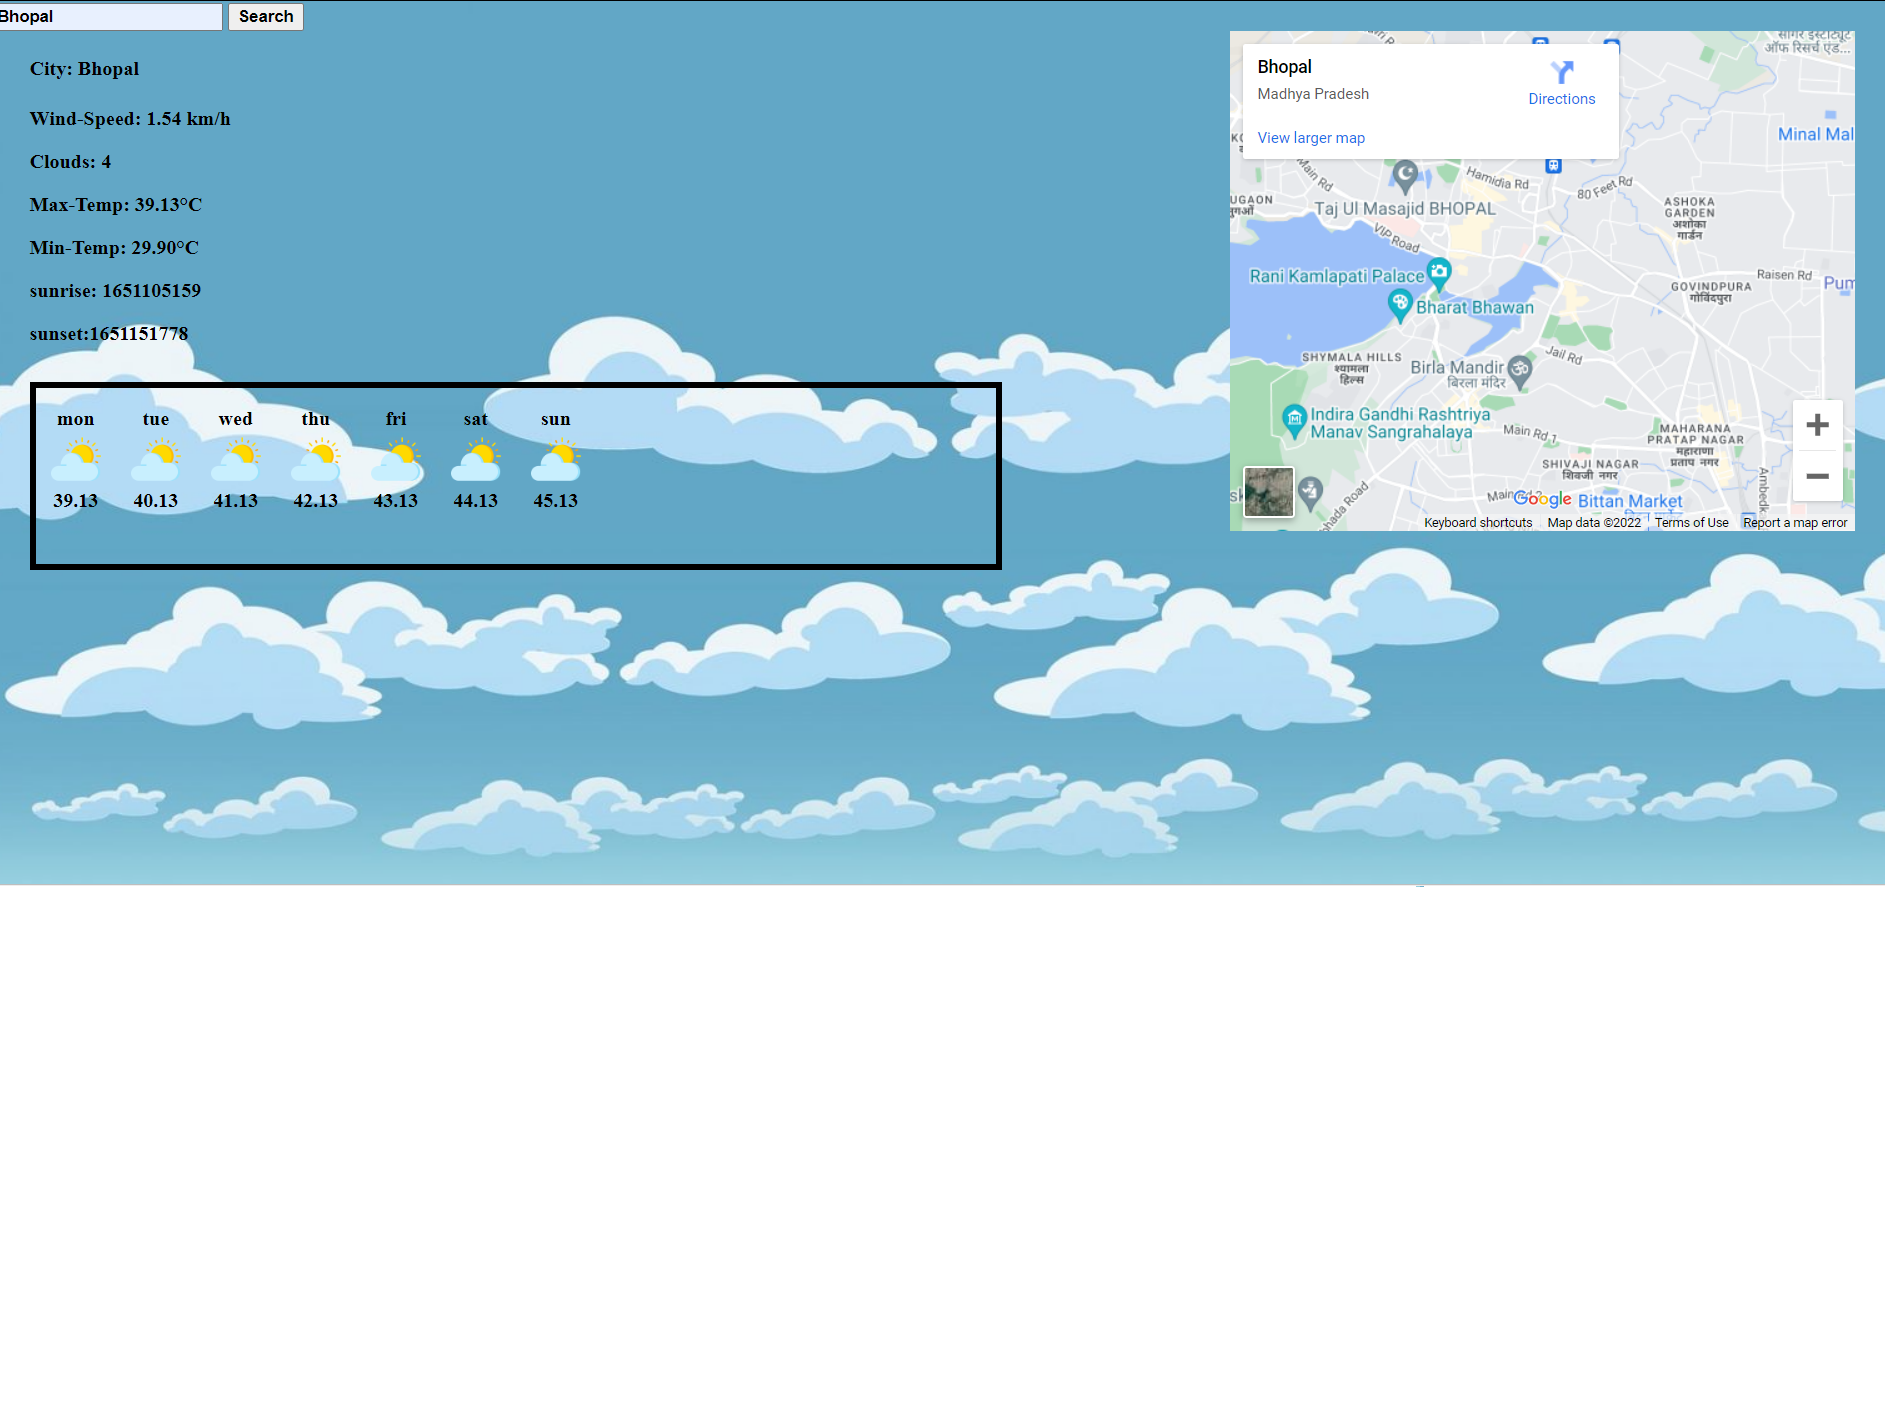 Bhopal Search
City: Bhopal
Wind-Speed: 1.54 km/h
Clouds: 4
Max-Temp: 39.13°C
Min-Temp: 29.90°C
sunrise: 1651105159
sunset:1651151778
mon tue wed thu fri sat sun
39.13 40.13 41.13 42.13 43.13 44.13 45.13
Bhopal
Madhya Pradesh
Directions
View larger map
ऑफ रिसर्च एंड...
Minal Mal
Main Rd
Hamidia Rd
80 Feet Rd
UGAON
Taj Ul Masajid BHOPAL
ASHOKA
GARDEN
अशोका
गार्डन
VIP Road
Rani Kamlapati Palace
Raisen Rd
Pum
GOVINDPURA
गोविंदपुरा
Bharat Bhawan
Jail Rd
SHYMALA HILLS
श्यामला
हिल्स
Birla Mandir
बिरला मंदिर
Indira Gandhi Rashtriya
Manav Sangrahalaya
Main Rd 1
MAHARANA
PRATAP NAGAR
महाराणा
प्रताप नगर
SHIVAJI NAGAR
शिवाजी नगर
Ambedk
Google
Bittan Market
Keyboard shortcuts Map data ©2022 Terms of Use Report a map error